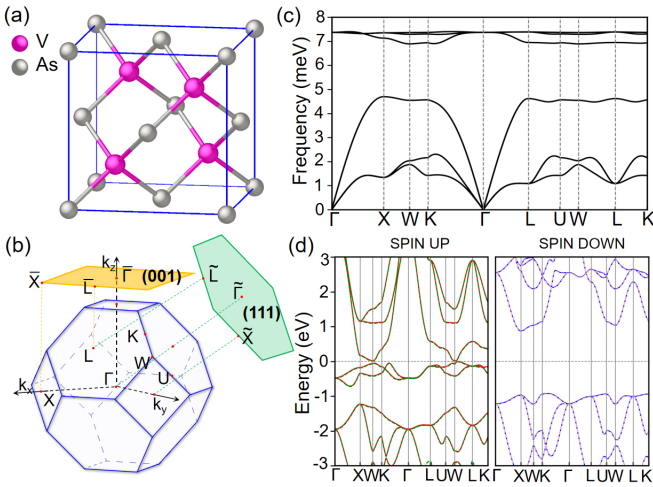 (a)
V
As
(b)
k_z
Γ̅
(001)
X̅
L̅
L̃
Γ̃
(111)
X̃
K
L
W
U
Γ
k_x
X
k_y
(c)
Frequency (meV)
8
7
6
5
4
3
2
1
0
Γ X W K Γ L U W L K
(d)
SPIN UP SPIN DOWN
Energy (eV)
3
2
1
0
-1
-2
-3
Γ XWK Γ LUW L K Γ XWK Γ LUW L K